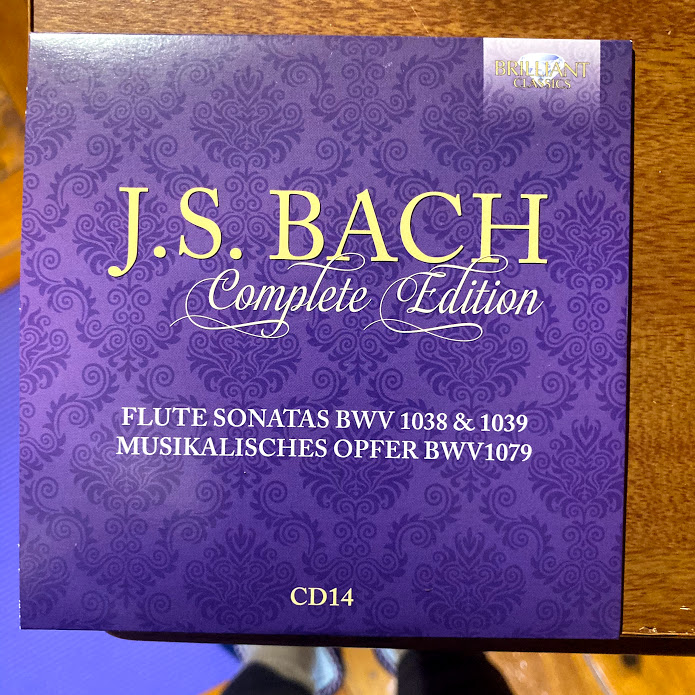 BRILLIANT
CLASSICS
J.S. BACH
Complete Edition
FLUTE SONATAS BWV 1038 & 1039
MUSIKALISCHES OPFER BWV1079
CD14